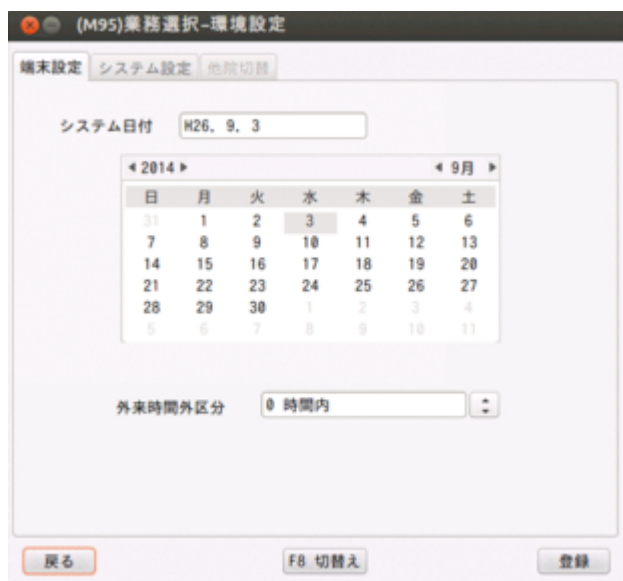 (M95)業務選択-環境設定
端末設定 システム設定 他院切替
システム日付 H26. 9. 3
2014 9月
日 月 火 水 木 金 土
31 1 2 3 4 5 6
7 8 9 10 11 12 13
14 15 16 17 18 19 20
21 22 23 24 25 26 27
28 29 30 1 2 3 4
5 6 7 8 9 10 11
外来時間外区分 0 時間内
戻る F8 切替え 登録